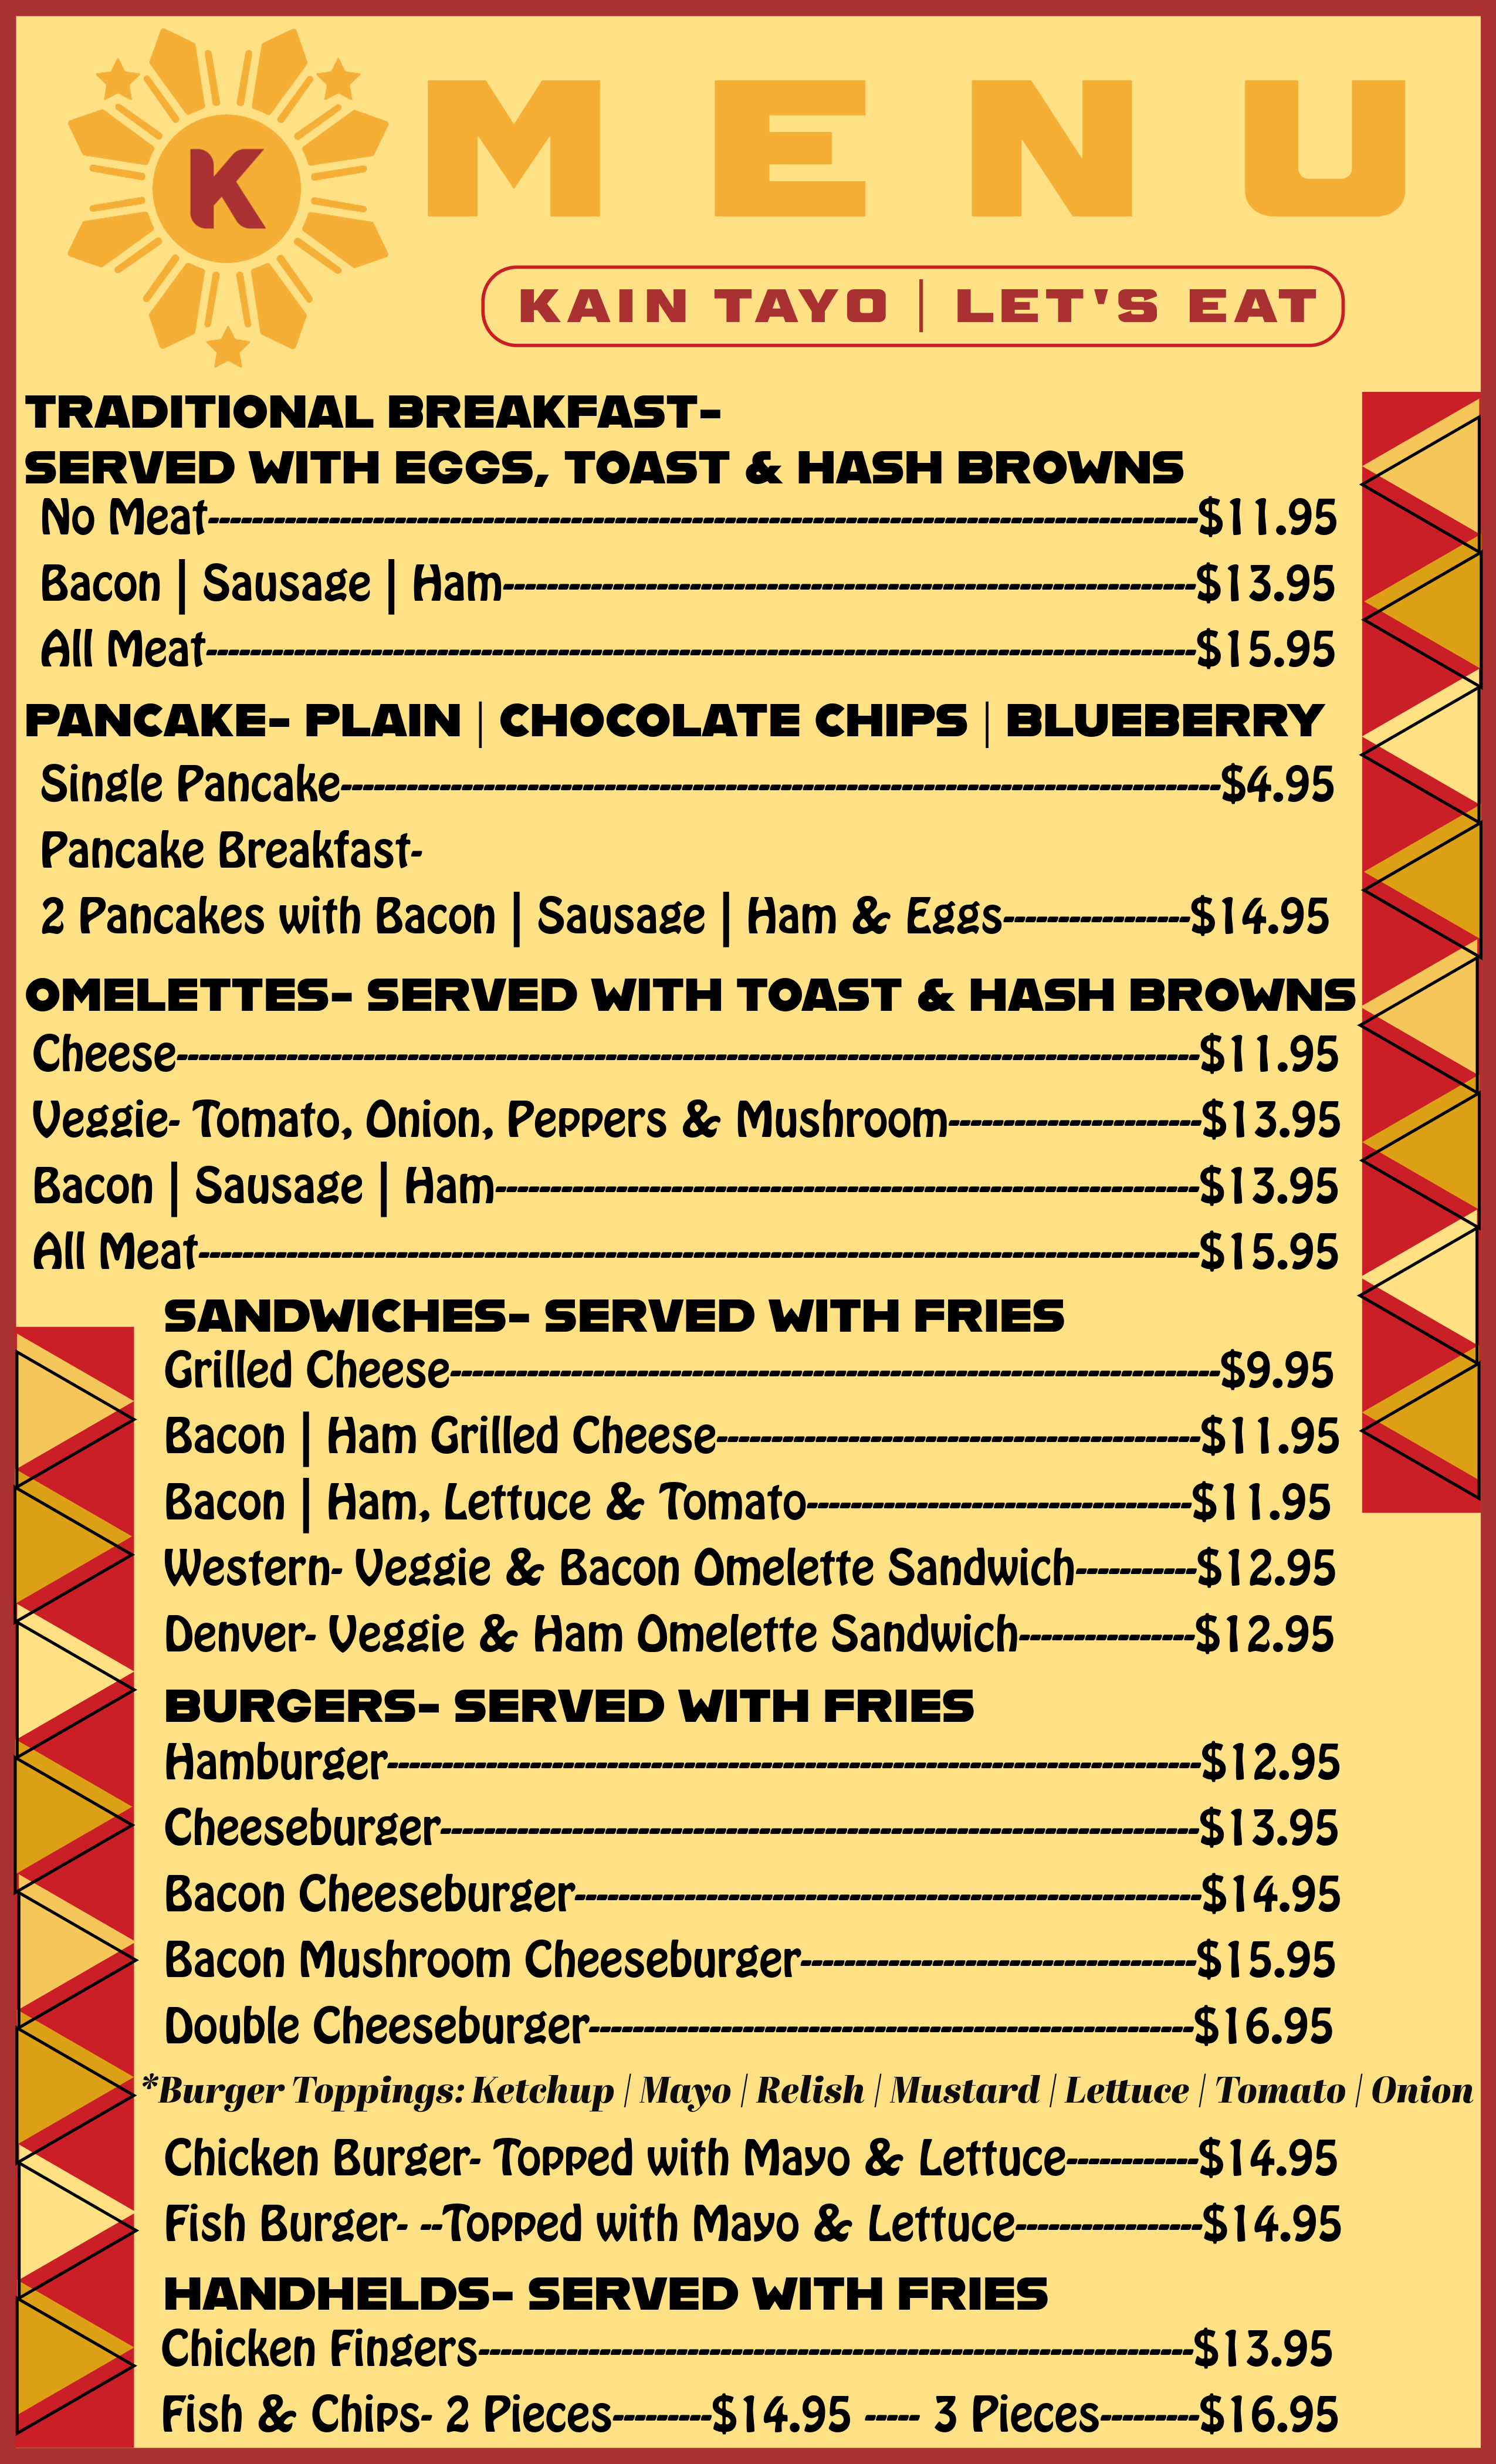 K
MENU
KAIN TAYO | LET'S EAT
TRADITIONAL BREAKFAST-
SERVED WITH EGGS, TOAST & HASH BROWNS
No Meat----------$11.95
Bacon | Sausage | Ham----------$13.95
All Meat----------$15.95
PANCAKE- PLAIN | CHOCOLATE CHIPS | BLUEBERRY
Single Pancake----------$4.95
Pancake Breakfast-
2 Pancakes with Bacon | Sausage | Ham & Eggs----------$14.95
OMELETTES- SERVED WITH TOAST & HASH BROWNS
Cheese----------$11.95
Veggie- Tomato, Onion, Peppers & Mushroom----------$13.95
Bacon | Sausage | Ham----------$13.95
All Meat----------$15.95
SANDWICHES- SERVED WITH FRIES
Grilled Cheese----------$9.95
Bacon | Ham Grilled Cheese----------$11.95
Bacon | Ham, Lettuce & Tomato----------$11.95
Western- Veggie & Bacon Omelette Sandwich----------$12.95
Denver- Veggie & Ham Omelette Sandwich----------$12.95
BURGERS- SERVED WITH FRIES
Hamburger----------$12.95
Cheeseburger----------$13.95
Bacon Cheeseburger----------$14.95
Bacon Mushroom Cheeseburger----------$15.95
Double Cheeseburger----------$16.95
*Burger Toppings: Ketchup | Mayo | Relish | Mustard | Lettuce | Tomato | Onion
Chicken Burger- Topped with Mayo & Lettuce----------$14.95
Fish Burger- --Topped with Mayo & Lettuce----------$14.95
HANDHELDS- SERVED WITH FRIES
Chicken Fingers----------$13.95
Fish & Chips- 2 Pieces---------$14.95 ----- 3 Pieces---------$16.95